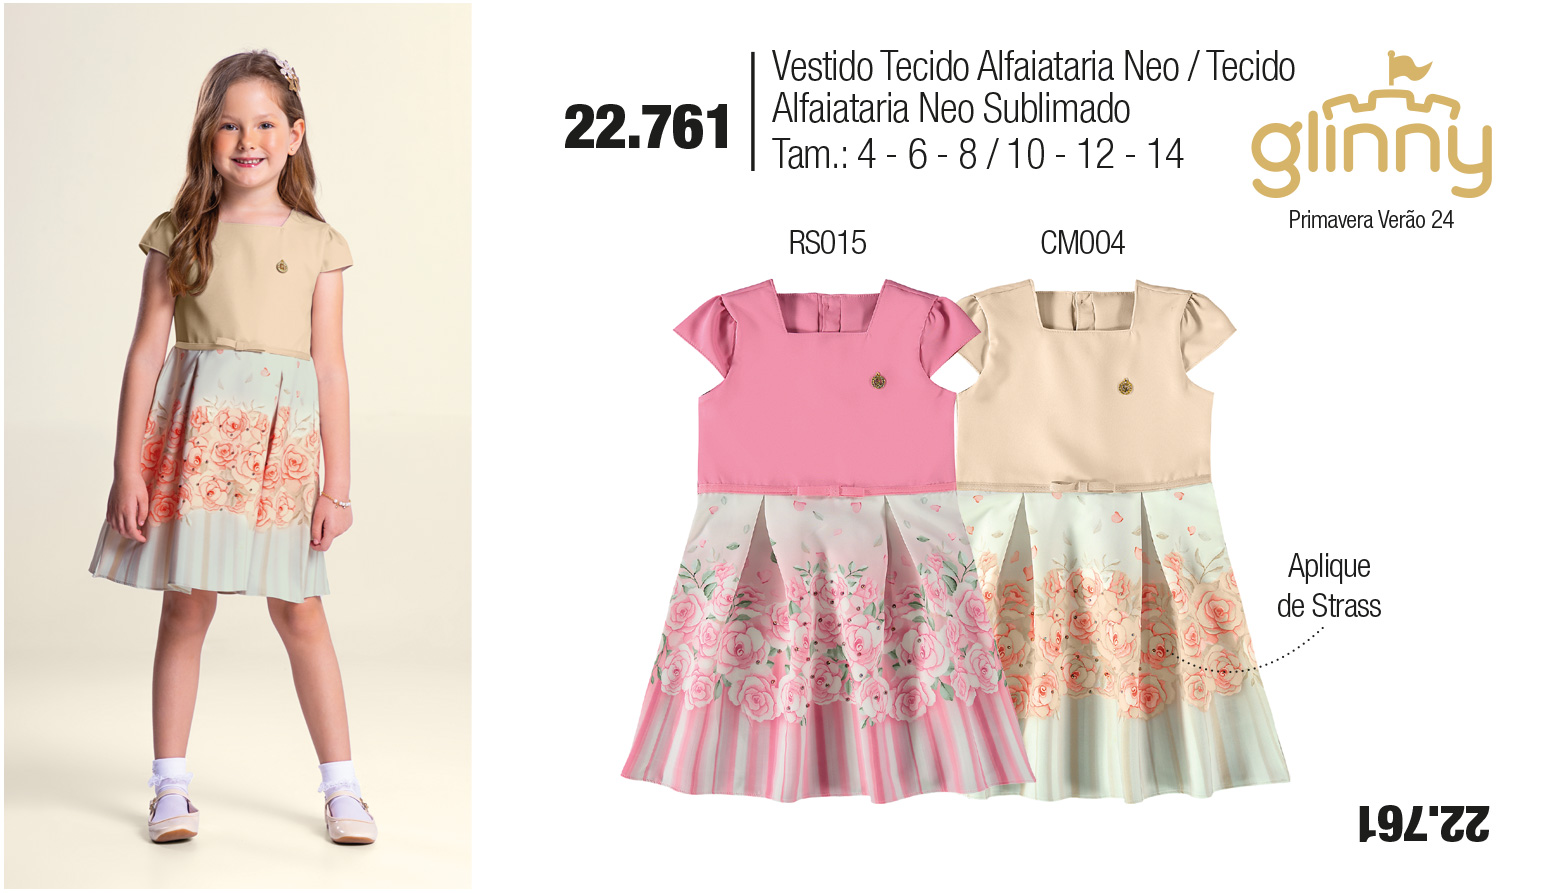 22.761
Vestido Tecido Alfaiataria Neo / Tecido
Alfaiataria Neo Sublimado
Tam.: 4 - 6 - 8 / 10 - 12 - 14
glinny
Primavera Verão 24
RS015
CM004
Aplique
de Strass
22.761